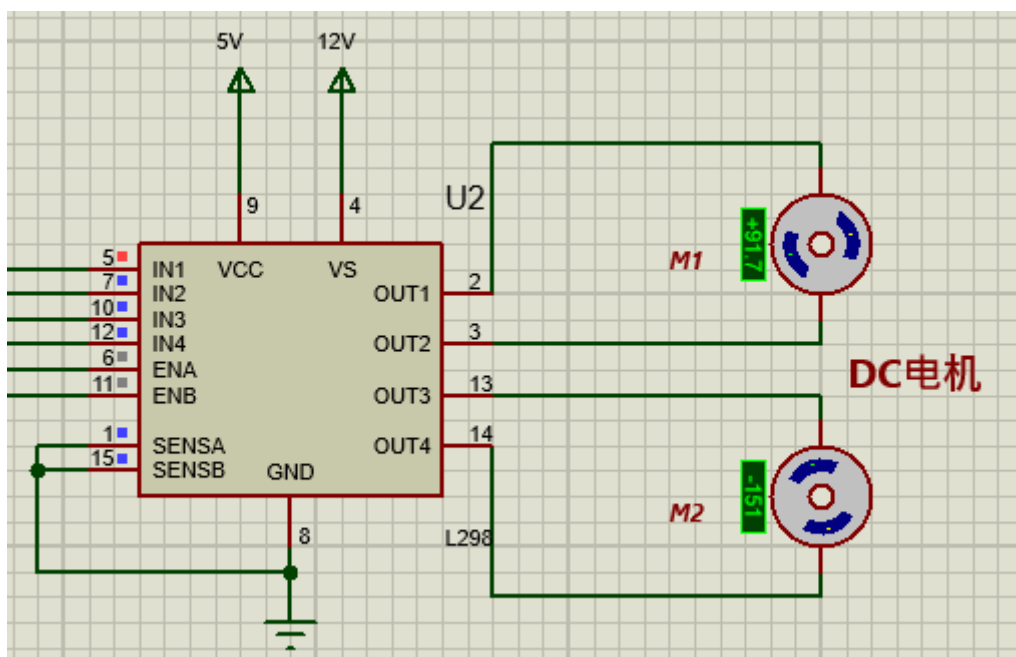 5V
12V
9
4
U2
5
IN1
VCC
VS
7
IN2
OUT1
2
10
IN3
12
IN4
OUT2
3
6
ENA
11
ENB
OUT3
13
1
SENSA
OUT4
14
15
SENSB
GND
8
L298
M1
+91.7
DC电机
M2
-151